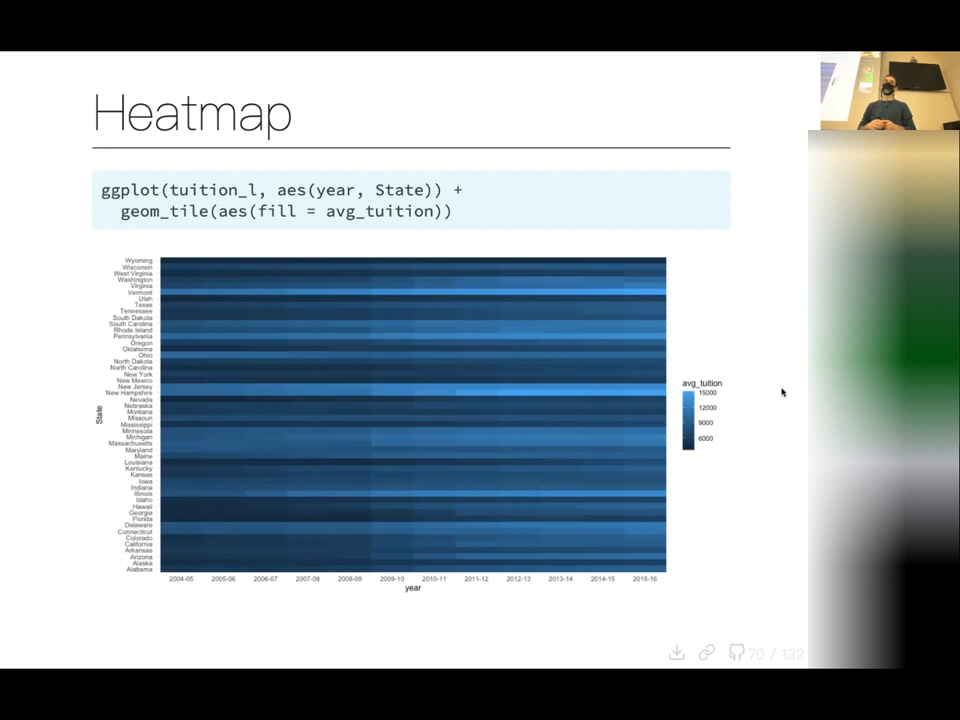 Heatmap
ggplot(tuition_l, aes(year, State)) +
geom_tile(aes(fill = avg_tuition))
Wyoming
Wisconsin
West Virginia
Washington
Virginia
Vermont
Utah
Texas
Tennessee
South Dakota
South Carolina
Rhode Island
Pennsylvania
Oregon
Oklahoma
Ohio
North Dakota
North Carolina
New York
New Mexico
New Jersey
New Hampshire
Nevada
Nebraska
Montana
Missouri
Mississippi
Minnesota
Michigan
Massachusetts
Maryland
Maine
Louisiana
Kentucky
Kansas
Iowa
Indiana
Illinois
Idaho
Hawaii
Georgia
Florida
Delaware
Connecticut
Colorado
California
Arkansas
Arizona
Alaska
Alabama
State
2004-05 2005-06 2006-07 2007-08 2008-09 2009-10 2010-11 2011-12 2012-13 2013-14 2014-15 2015-16
year
avg_tuition
15000
12000
9000
6000
70 / 132